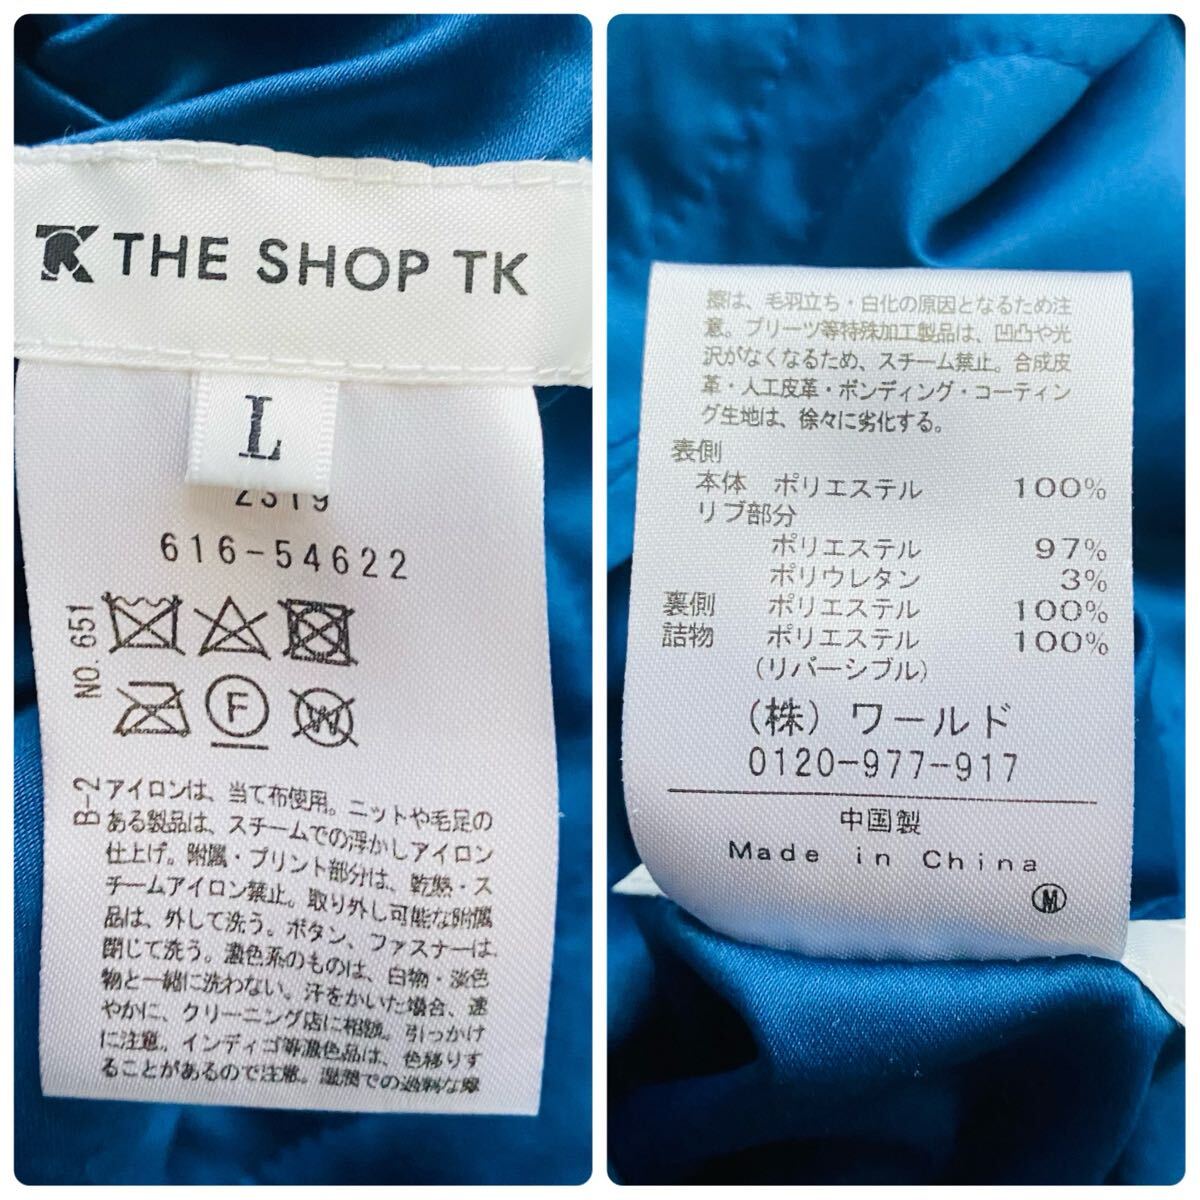 THE SHOP TK
L
2319
616-54622
NO. 651
F
W
B-2
アイロンは、当て布使用。ニットや毛足の
ある製品は、スチームでの浮かしアイロン
仕上げ。附属・プリント部分は、乾熱・ス
チームアイロン禁止。取り外し可能な附属
品は、外して洗う。ボタン、ファスナーは、
閉じて洗う。濃色系のものは、白物・淡色
物と一緒に洗わない。汗をかいた場合、速
やかに、クリーニング店に相談。引っかけ
に注意。インディゴ等濃色品は、色移りす
ることがあるので注意。湿潤での過剰な摩
擦は、毛羽立ち・白化の原因となるため注
意。プリーツ等特殊加工製品は、凹凸や光
沢がなくなるため、スチーム禁止。合成皮
革・人工皮革・ボンディング・コーティン
グ生地は、徐々に劣化する。
表側
本体 ポリエステル 100%
リブ部分
ポリエステル 97%
ポリウレタン 3%
裏側 ポリエステル 100%
詰物 ポリエステル 100%
(リバーシブル)
(株) ワールド
0120-977-917
中国製
Made in China
M